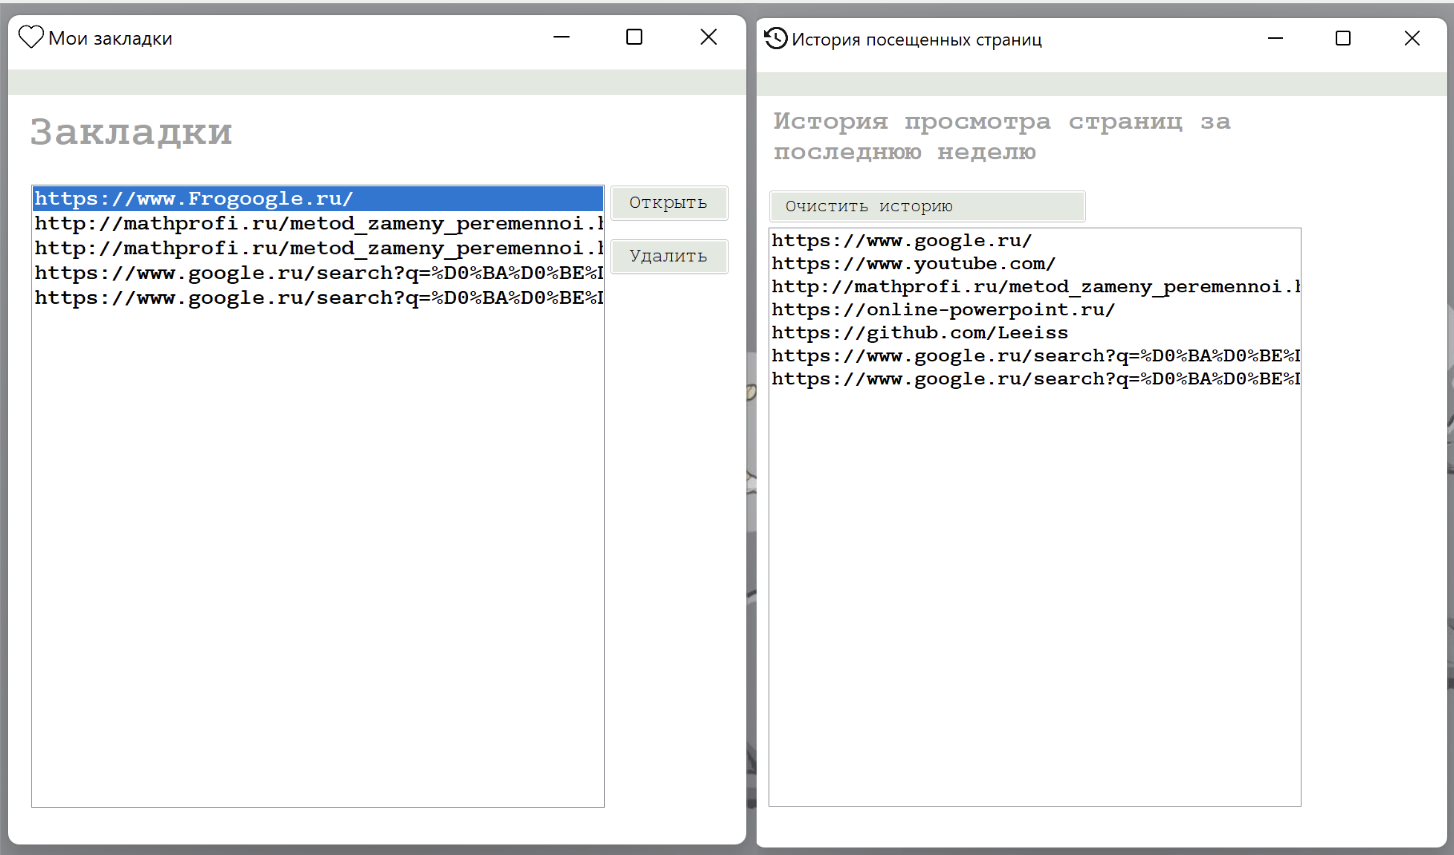 Мои закладки
Закладки
https://www.Frogoogle.ru/
http://mathprofi.ru/metod_zameny_peremennoi.h
http://mathprofi.ru/metod_zameny_peremennoi.h
https://www.google.ru/search?q=%D0%BA%D0%BE%D
https://www.google.ru/search?q=%D0%BA%D0%BE%D
Открыть
Удалить
История посещенных страниц
История просмотра страниц за
последнюю неделю
Очистить историю
https://www.google.ru/
https://www.youtube.com/
http://mathprofi.ru/metod_zameny_peremennoi.h
https://online-powerpoint.ru/
https://github.com/Leeiss
https://www.google.ru/search?q=%D0%BA%D0%BE%D
https://www.google.ru/search?q=%D0%BA%D0%BE%D